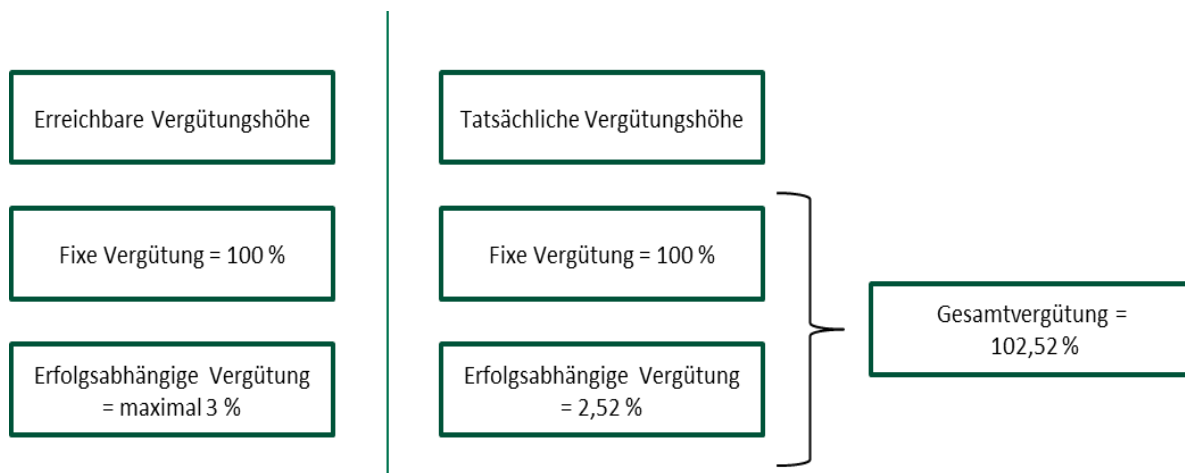 Erreichbare Vergütungshöhe
Fixe Vergütung = 100 %
Erfolgsabhängige Vergütung
= maximal 3 %
Tatsächliche Vergütungshöhe
Fixe Vergütung = 100 %
Erfolgsabhängige Vergütung
= 2,52 %
Gesamtvergütung =
102,52 %